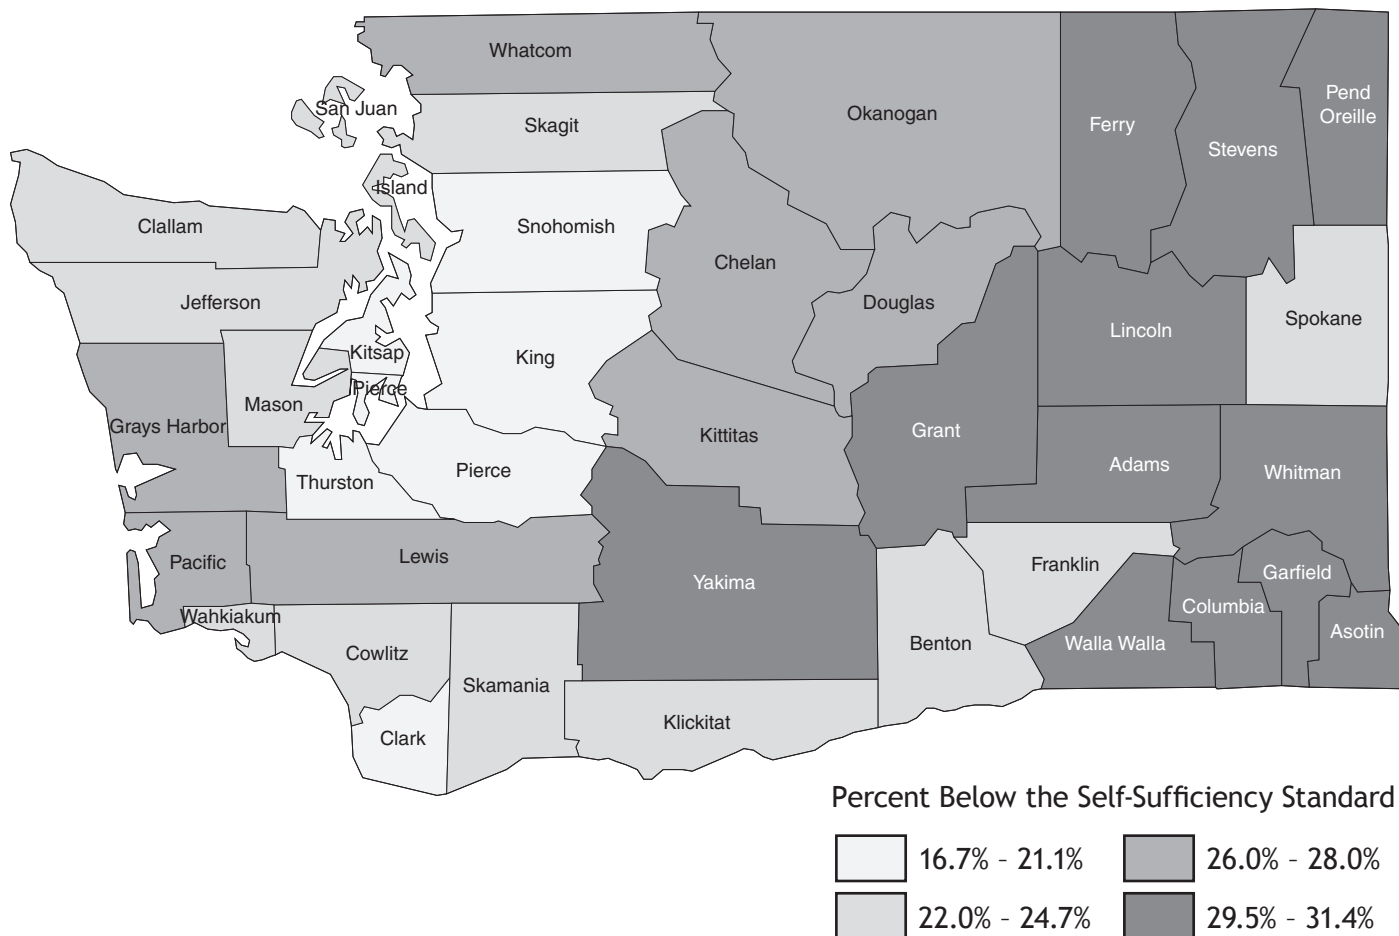 Whatcom
San Juan
Skagit
Okanogan
Ferry
Stevens
Pend
Oreille
Island
Clallam
Snohomish
Chelan
Jefferson
Douglas
Lincoln
Spokane
Kitsap
King
Pierce
Mason
Grays Harbor
Kittitas
Grant
Adams
Whitman
Thurston
Pierce
Pacific
Lewis
Yakima
Franklin
Garfield
Columbia
Wahkiakum
Asotin
Walla Walla
Benton
Cowlitz
Skamania
Klickitat
Clark
Percent Below the Self-Sufficiency Standard
16.7% - 21.1%
26.0% - 28.0%
22.0% - 24.7%
29.5% - 31.4%